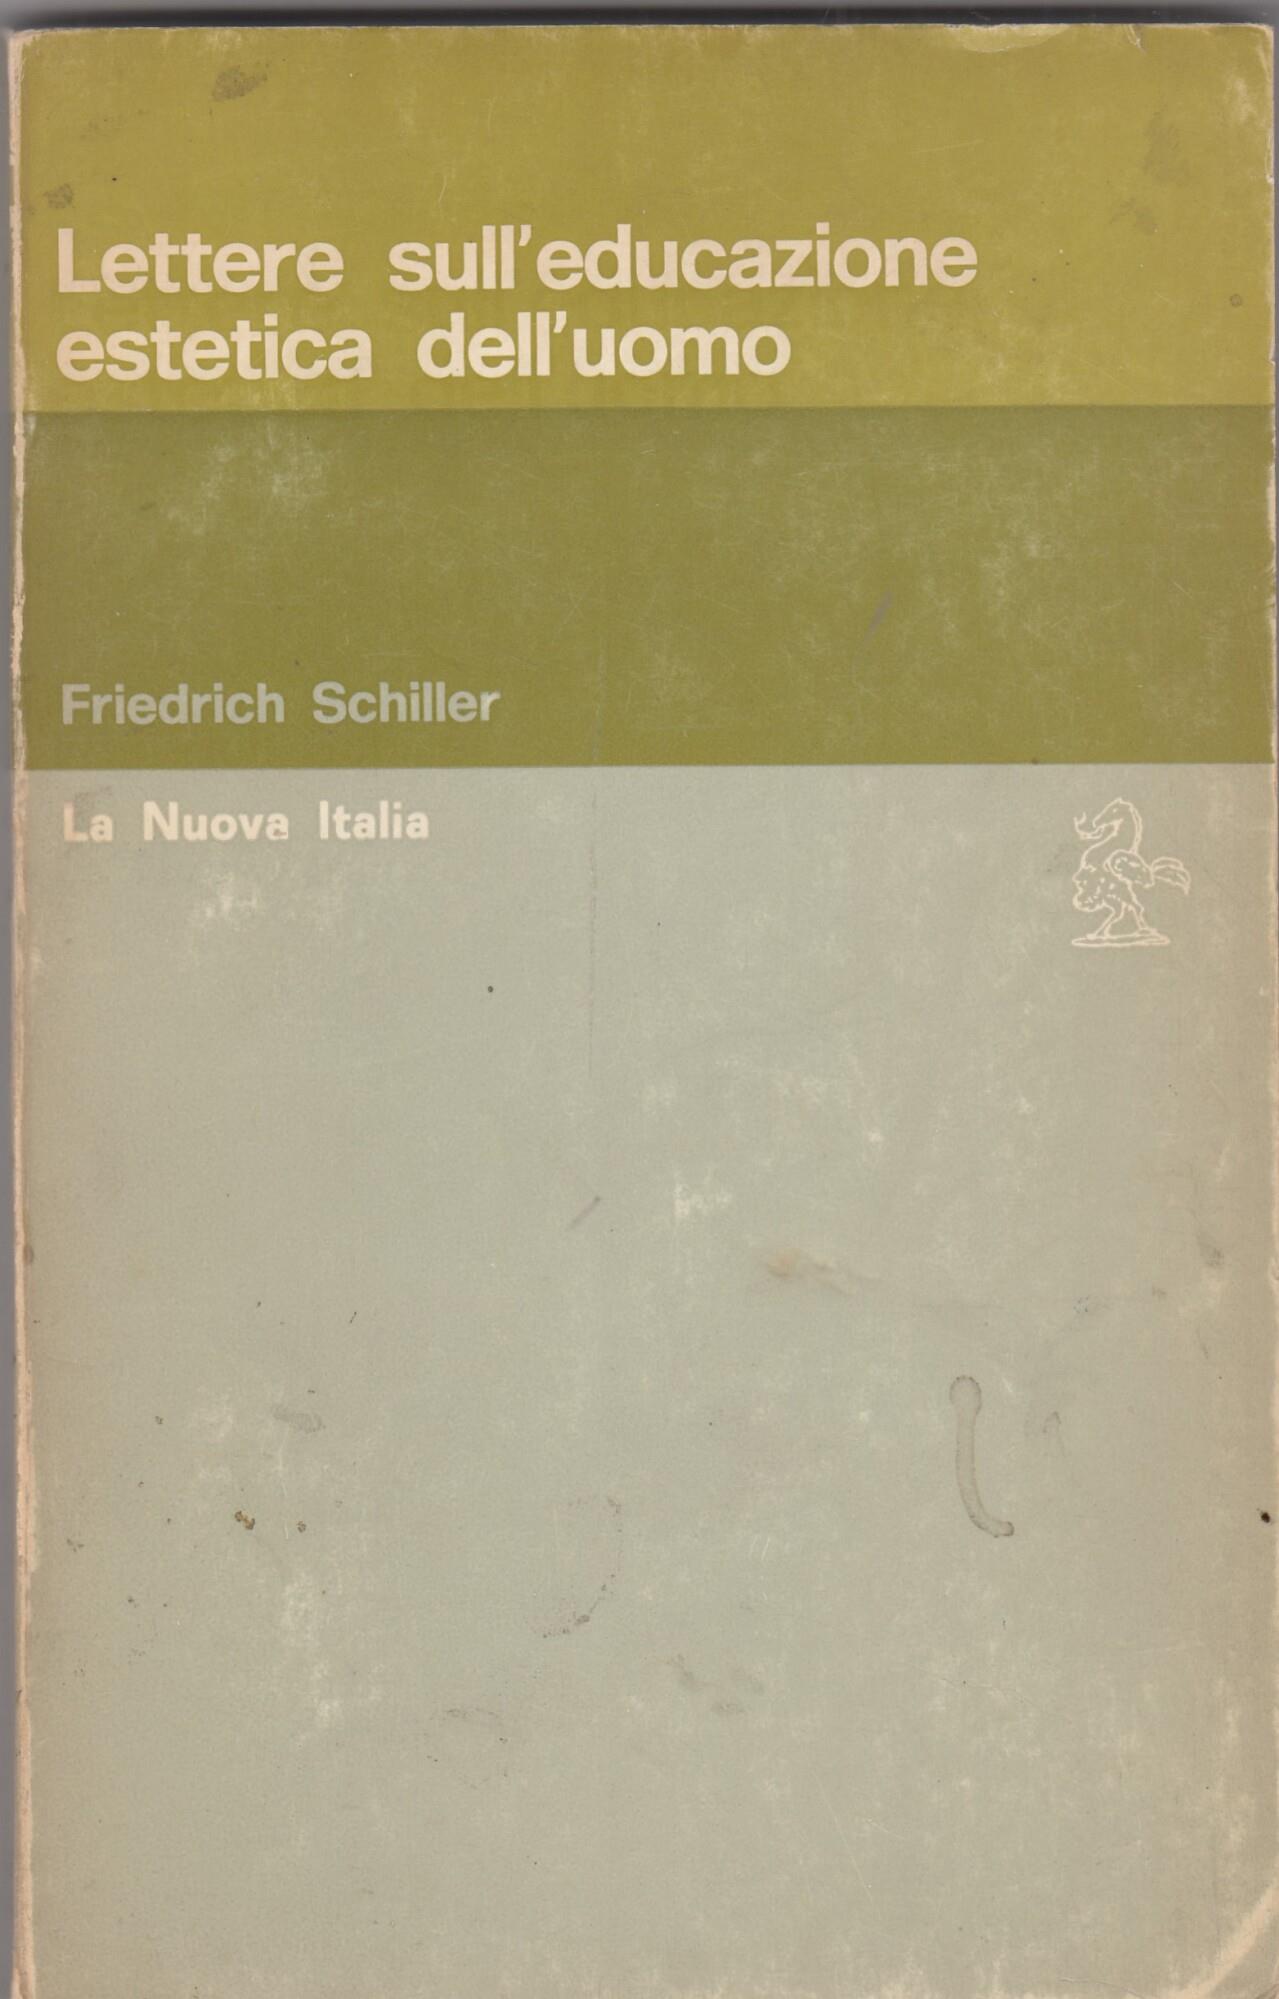 Lettere sull'educazione
estetica dell'uomo
Friedrich Schiller
La Nuova Italia